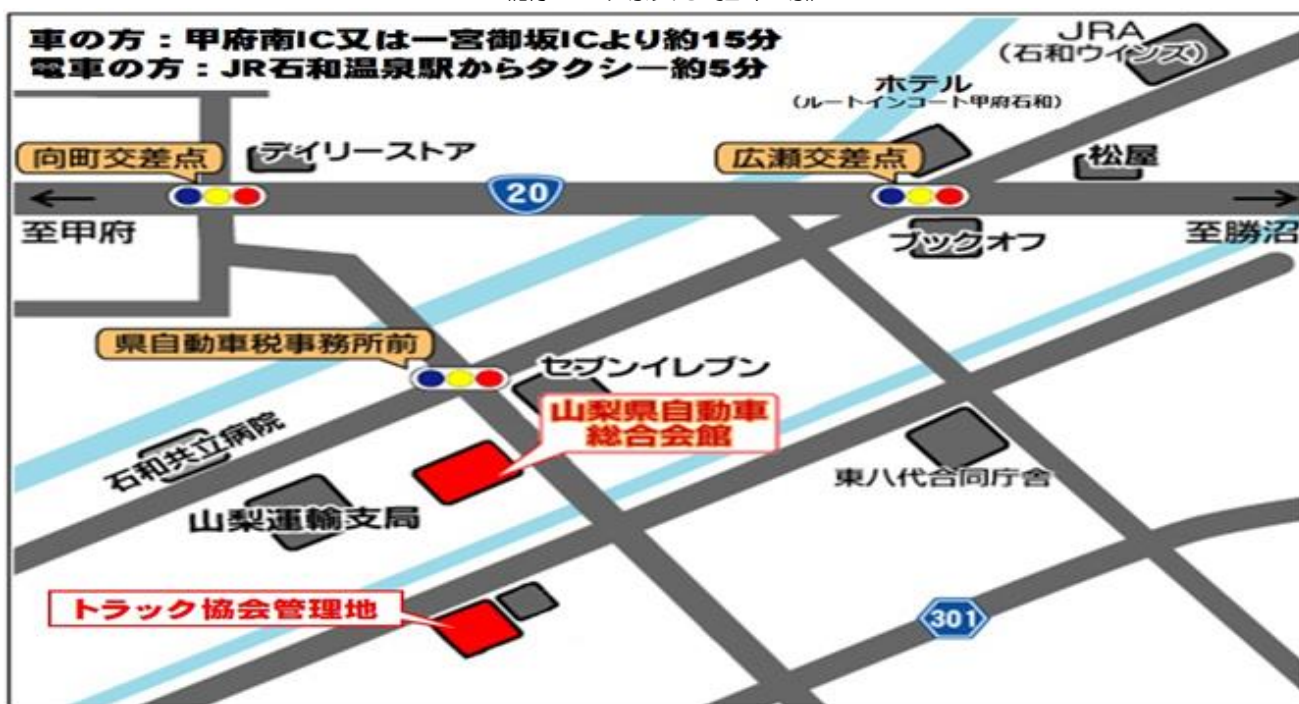 車の方：甲府南IC又は一宮御坂ICより約15分
電車の方：JR石和温泉駅からタクシー約5分
JRA
（石和ウインズ）
ホテル
（ルートインコート甲府石和）
向町交差点
デイリーストア
広瀬交差点
松屋
20
←
→
至甲府
ブックオフ
至勝沼
県自動車税事務所前
セブンイレブン
山梨県自動車
総合会館
石和共立病院
東八代合同庁舎
山梨運輸支局
トラック協会管理地
301